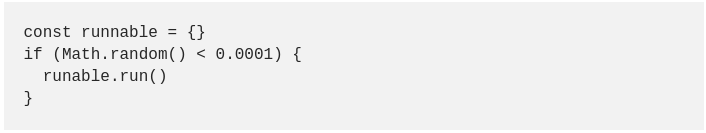 const runnable = {}
if (Math.random() < 0.0001) {
  runable.run()
}